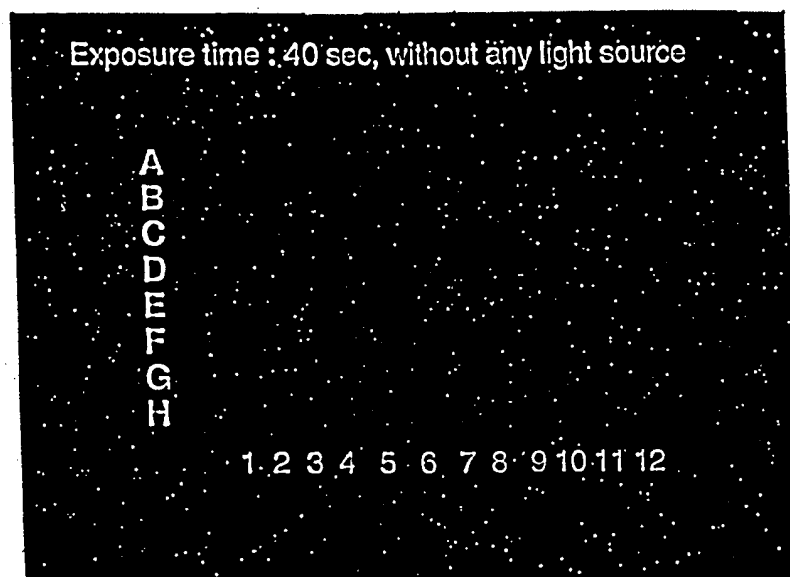 Exposure time : 40 sec, without any light source
A
B
C
D
E
F
G
H
1 2 3 4 5 6 7 8 9 10 11 12